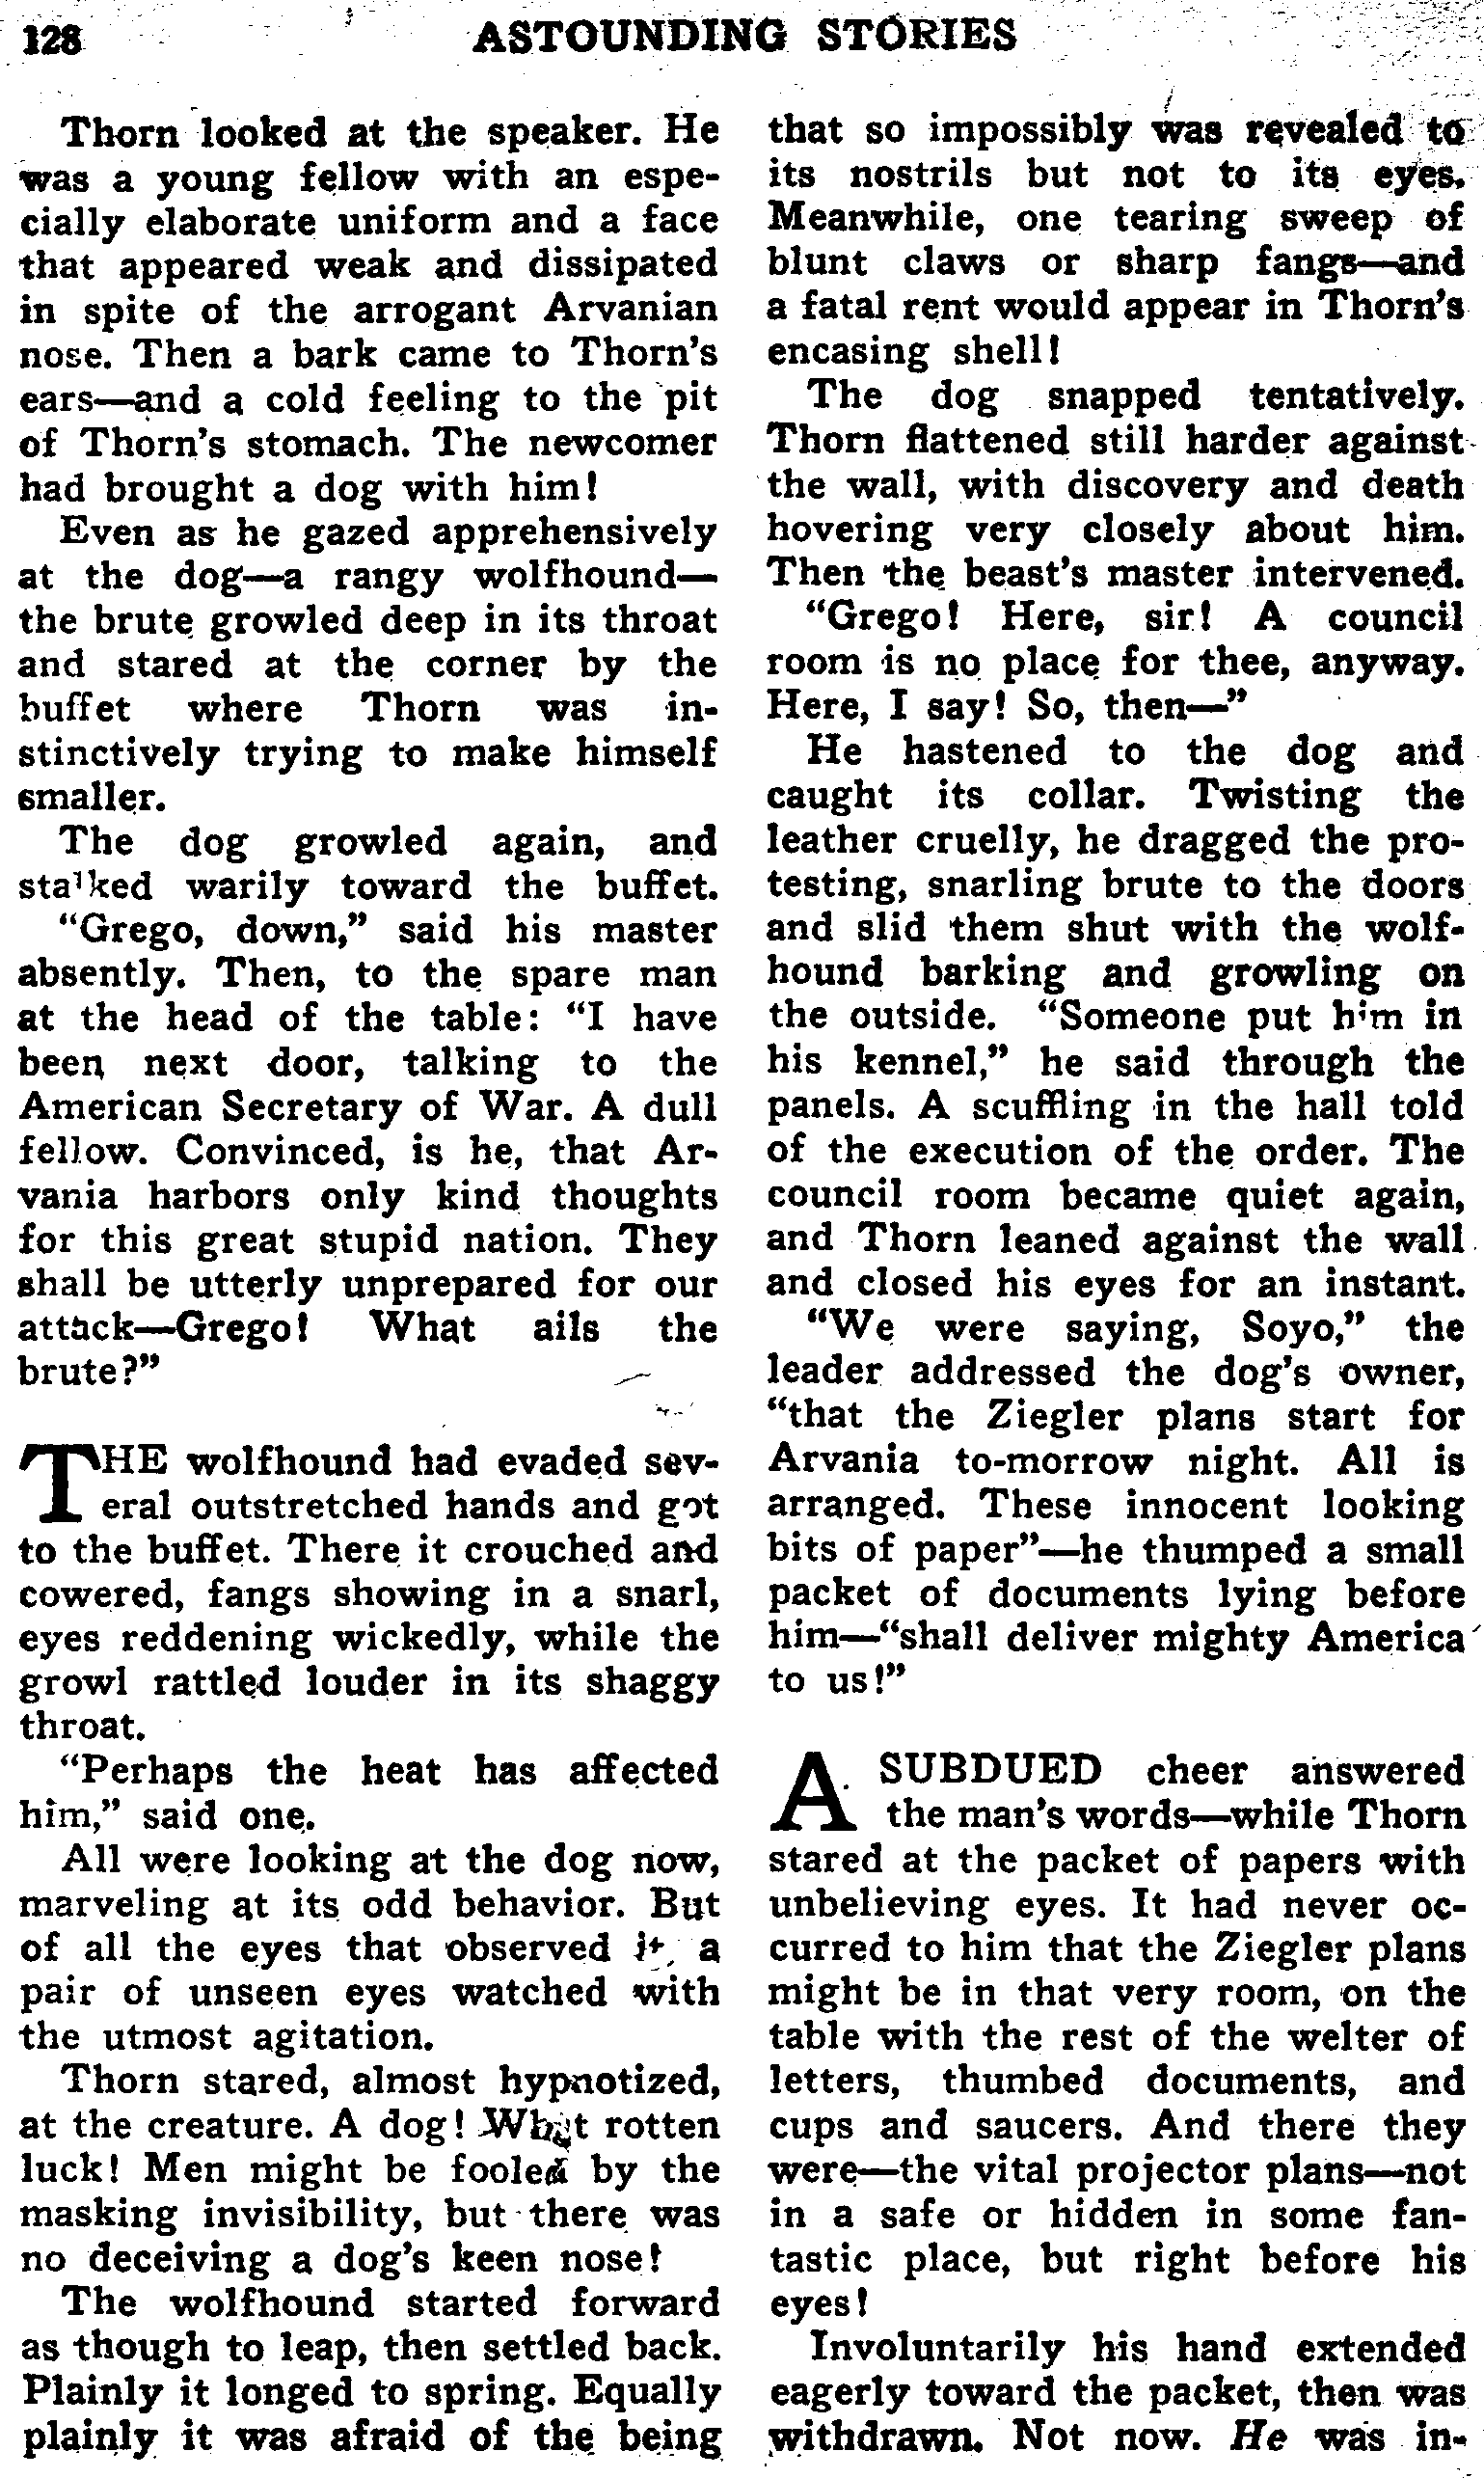 128
ASTOUNDING STORIES
Thorn looked at the speaker. He
was a young fellow with an espe-
cially elaborate uniform and a face
that appeared weak and dissipated
in spite of the arrogant Arvanian
nose. Then a bark came to Thorn's
ears—and a cold feeling to the pit
of Thorn's stomach. The newcomer
had brought a dog with him!
Even as he gazed apprehensively
at the dog—a rangy wolfhound—
the brute growled deep in its throat
and stared at the corner by the
buffet where Thorn was in-
stinctively trying to make himself
smaller.
The dog growled again, and
stalked warily toward the buffet.
"Grego, down," said his master
absently. Then, to the spare man
at the head of the table: "I have
been next door, talking to the
American Secretary of War. A dull
fellow. Convinced, is he, that Ar-
vania harbors only kind thoughts
for this great stupid nation. They
shall be utterly unprepared for our
attack—Grego! What ails the
brute?"
THE wolfhound had evaded sev-
eral outstretched hands and got
to the buffet. There it crouched and
cowered, fangs showing in a snarl,
eyes reddening wickedly, while the
growl rattled louder in its shaggy
throat.
"Perhaps the heat has affected
him," said one.
All were looking at the dog now,
marveling at its odd behavior. But
of all the eyes that observed it, a
pair of unseen eyes watched with
the utmost agitation.
Thorn stared, almost hypnotized,
at the creature. A dog! What rotten
luck! Men might be fooled by the
masking invisibility, but there was
no deceiving a dog's keen nose!
The wolfhound started forward
as though to leap, then settled back.
Plainly it longed to spring. Equally
plainly it was afraid of the being
that so impossibly was revealed to
its nostrils but not to its eyes.
Meanwhile, one tearing sweep of
blunt claws or sharp fangs—and
a fatal rent would appear in Thorn's
encasing shell!
The dog snapped tentatively.
Thorn flattened still harder against
the wall, with discovery and death
hovering very closely about him.
Then the beast's master intervened.
"Grego! Here, sir! A council
room is no place for thee, anyway.
Here, I say! So, then—"
He hastened to the dog and
caught its collar. Twisting the
leather cruelly, he dragged the pro-
testing, snarling brute to the doors
and slid them shut with the wolf-
hound barking and growling on
the outside. "Someone put him in
his kennel," he said through the
panels. A scuffling in the hall told
of the execution of the order. The
council room became quiet again,
and Thorn leaned against the wall
and closed his eyes for an instant.
"We were saying, Soyo," the
leader addressed the dog's owner,
"that the Ziegler plans start for
Arvania to-morrow night. All is
arranged. These innocent looking
bits of paper"—he thumped a small
packet of documents lying before
him—"shall deliver mighty America
to us!"
A SUBDUED cheer answered
the man's words—while Thorn
stared at the packet of papers with
unbelieving eyes. It had never oc-
curred to him that the Ziegler plans
might be in that very room, on the
table with the rest of the welter of
letters, thumbed documents, and
cups and saucers. And there they
were—the vital projector plans—not
in a safe or hidden in some fan-
tastic place, but right before his
eyes!
Involuntarily his hand extended
eagerly toward the packet, then was
withdrawn. Not now. He was in-